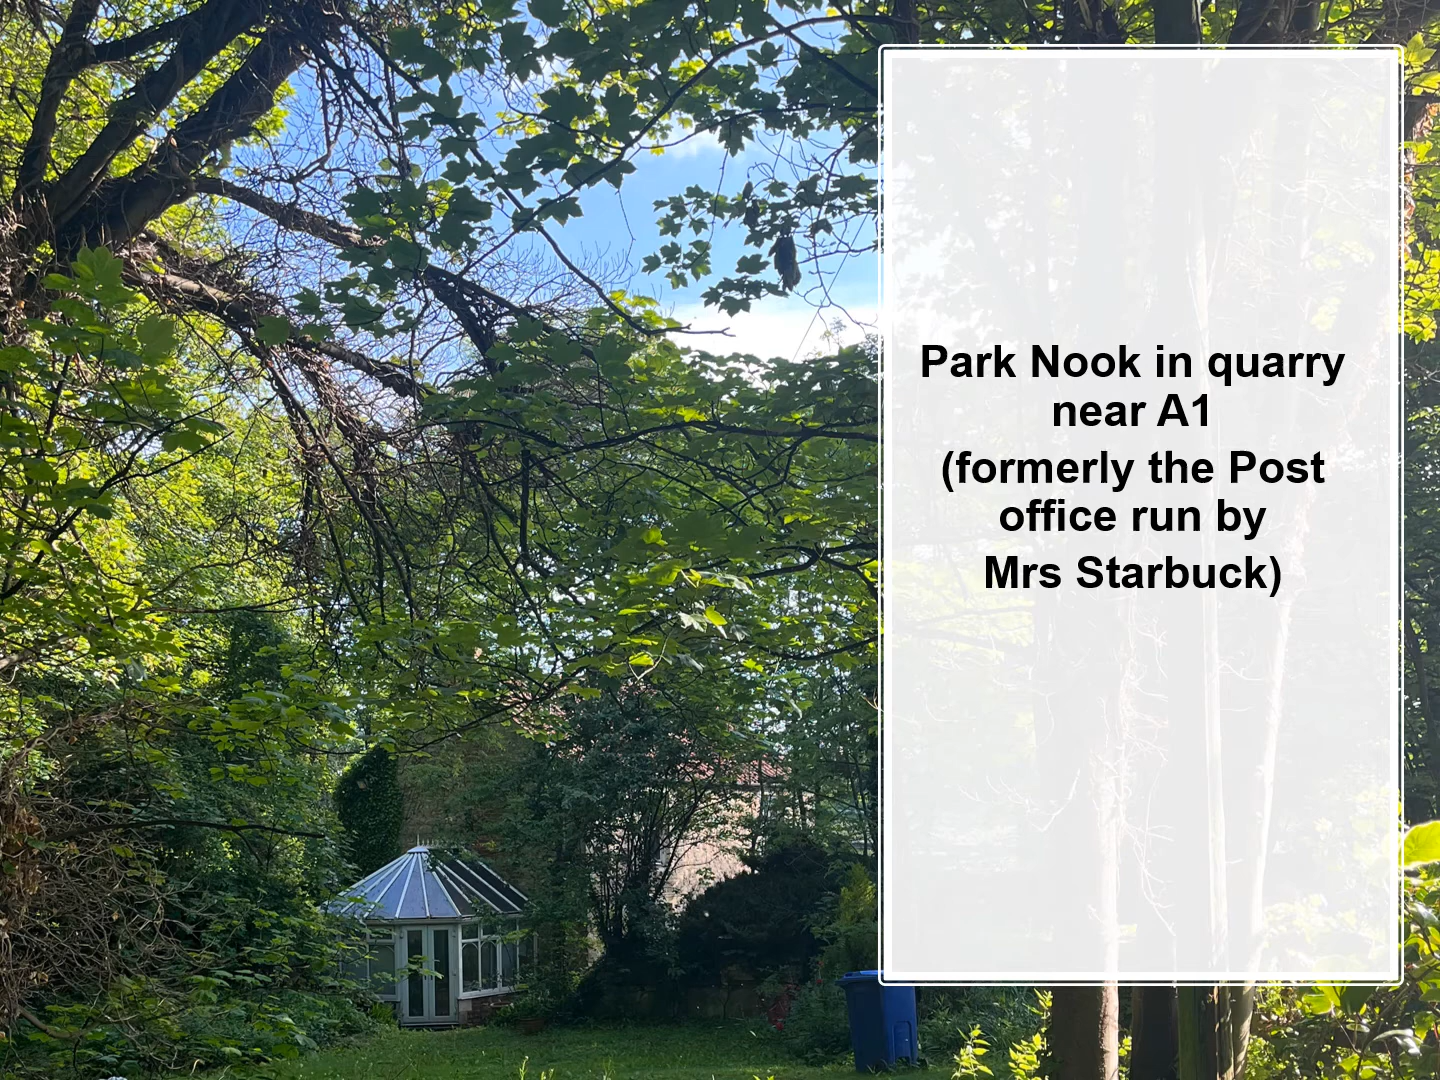 Park Nook in quarry
near A1
(formerly the Post
office run by
Mrs Starbuck)